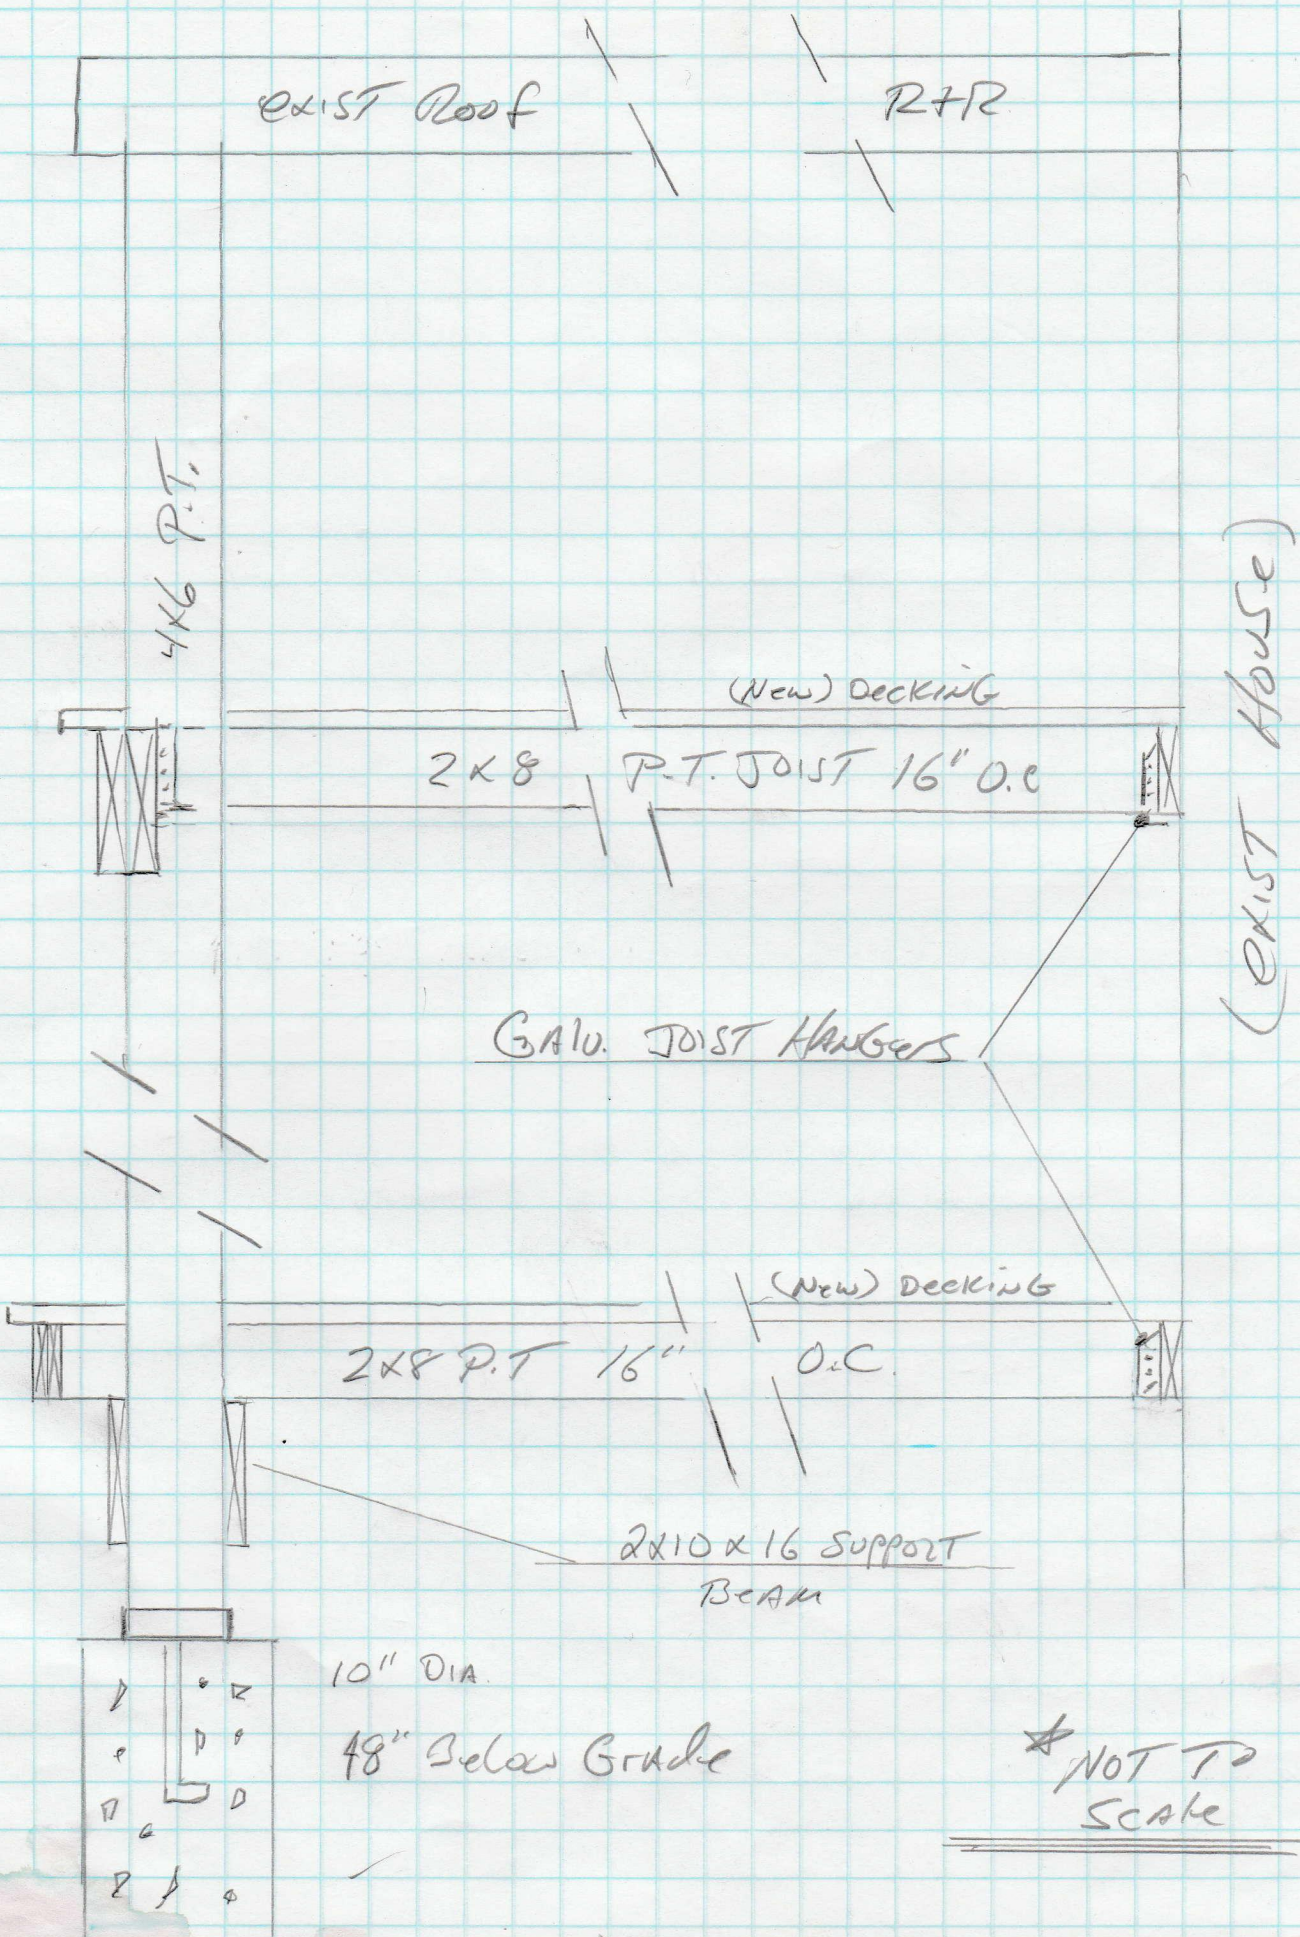 exist Roof
RFR
4x6 P.T.
(New) Decking
2x8 P.T. JOIST 16" O.C
(exist House)
GALV. JOIST HANGers
(New) Decking
2x8 P.T 16" O.C.
2x10 x 16 Support
BeAM
10" DIA.
48" Below Grade
* NOT To
Scale